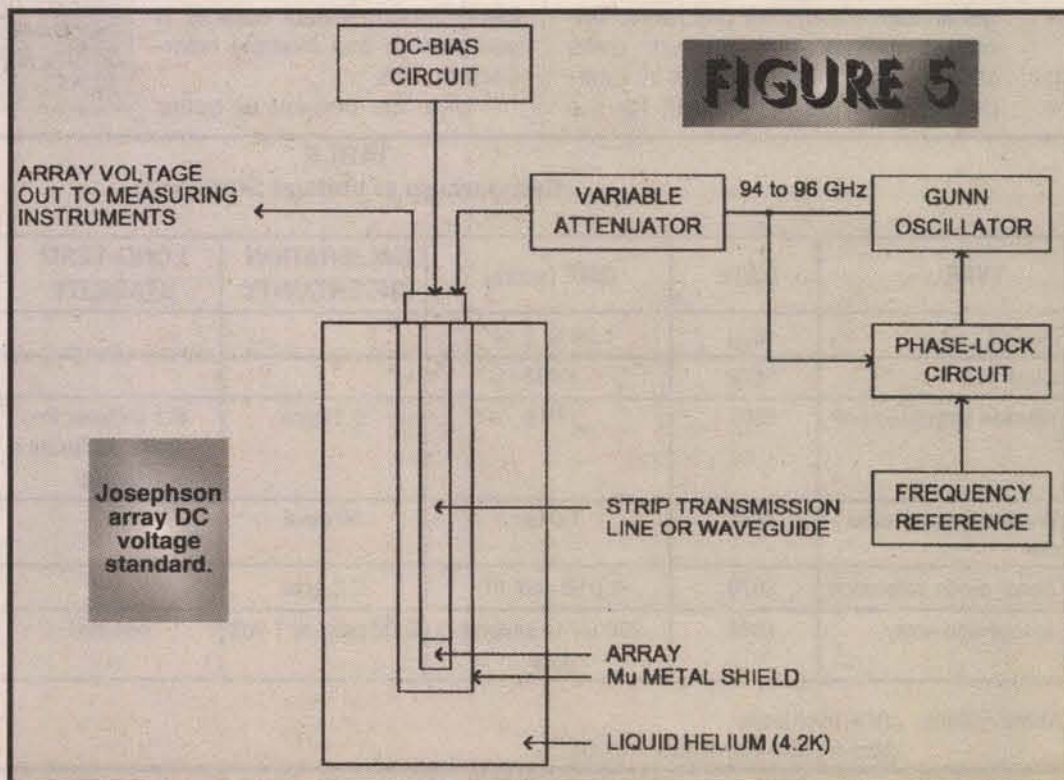 DC-BIAS
CIRCUIT
FIGURE 5
ARRAY VOLTAGE
OUT TO MEASURING
INSTRUMENTS
VARIABLE
ATTENUATOR
94 to 96 GHz
GUNN
OSCILLATOR
PHASE-LOCK
CIRCUIT
FREQUENCY
REFERENCE
Josephson
array DC
voltage
standard.
STRIP TRANSMISSION
LINE OR WAVEGUIDE
ARRAY
Mu METAL SHIELD
LIQUID HELIUM (4.2K)